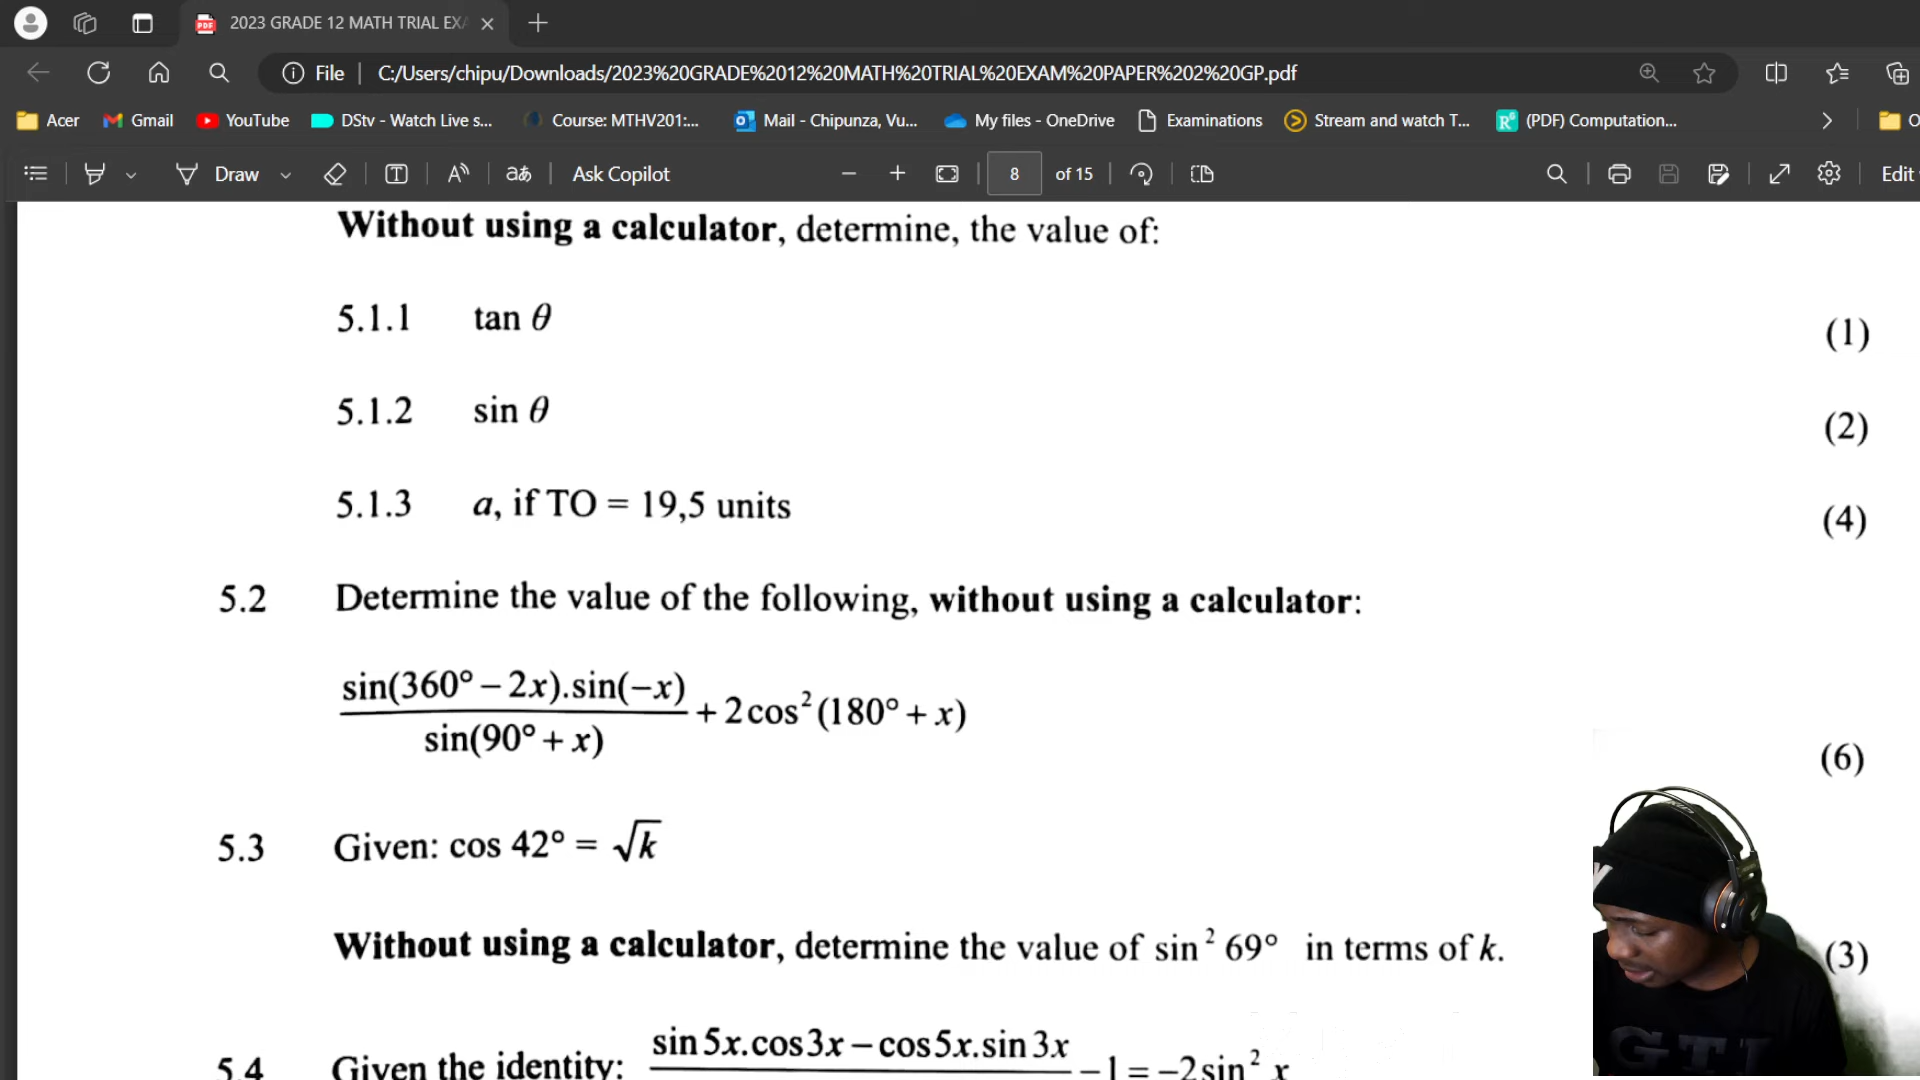 2023 GRADE 12 MATH TRIAL EXA
File
C:/Users/chipu/Downloads/2023%20GRADE%2012%20MATH%20TRIAL%20EXAM%20PAPER%202%20GP.pdf
Acer Gmail YouTube DStv - Watch Live s... Course: MTHV201:... Mail - Chipunza, Vu... My files - OneDrive Examinations Stream and watch T... (PDF) Computation... O
Draw Ask Copilot 8 of 15 Edit
Without using a calculator, determine, the value of:
5.1.1 tan θ (1)
5.1.2 sin θ (2)
5.1.3 a, if TO = 19,5 units (4)
5.2 Determine the value of the following, without using a calculator:
sin(360° – 2x).sin(–x)
+ 2cos² (180° + x)
sin(90° + x)
(6)
5.3 Given: cos 42° = √k
Without using a calculator, determine the value of sin² 69° in terms of k. (3)
sin 5x.cos3x – cos5x.sin 3x
5.4 Given the identity: –1 = –2sin² x